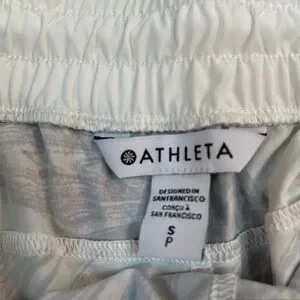 ATHLETA
DESIGNED IN
SAN FRANCISCO
CONÇU À
SAN FRANCISCO
S
P